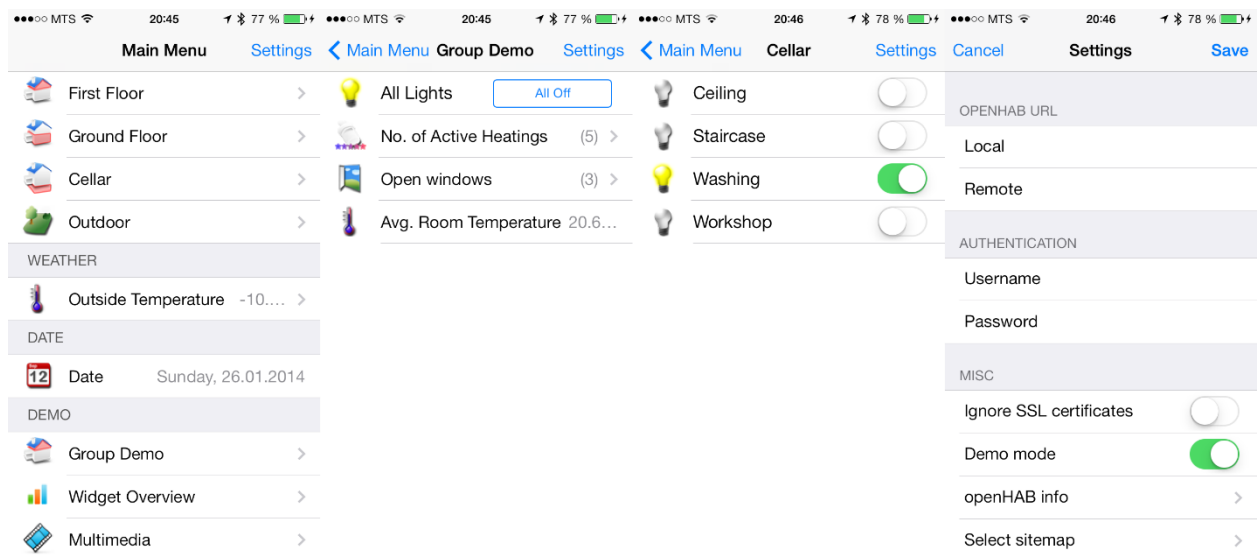 MTS 20:45 77 %
Main Menu Settings
First Floor
Ground Floor
Cellar
Outdoor
WEATHER
Outside Temperature -10....
DATE
12 Date Sunday, 26.01.2014
DEMO
Group Demo
Widget Overview
Multimedia
MTS 20:45 77 %
Main Menu Group Demo Settings
All Lights All Off
No. of Active Heatings (5)
Open windows (3)
Avg. Room Temperature 20.6...
MTS 20:46 78 %
Main Menu Cellar Settings
Ceiling
Staircase
Washing
Workshop
MTS 20:46 78 %
Cancel Settings Save
OPENHAB URL
Local
Remote
AUTHENTICATION
Username
Password
MISC
Ignore SSL certificates
Demo mode
openHAB info
Select sitemap